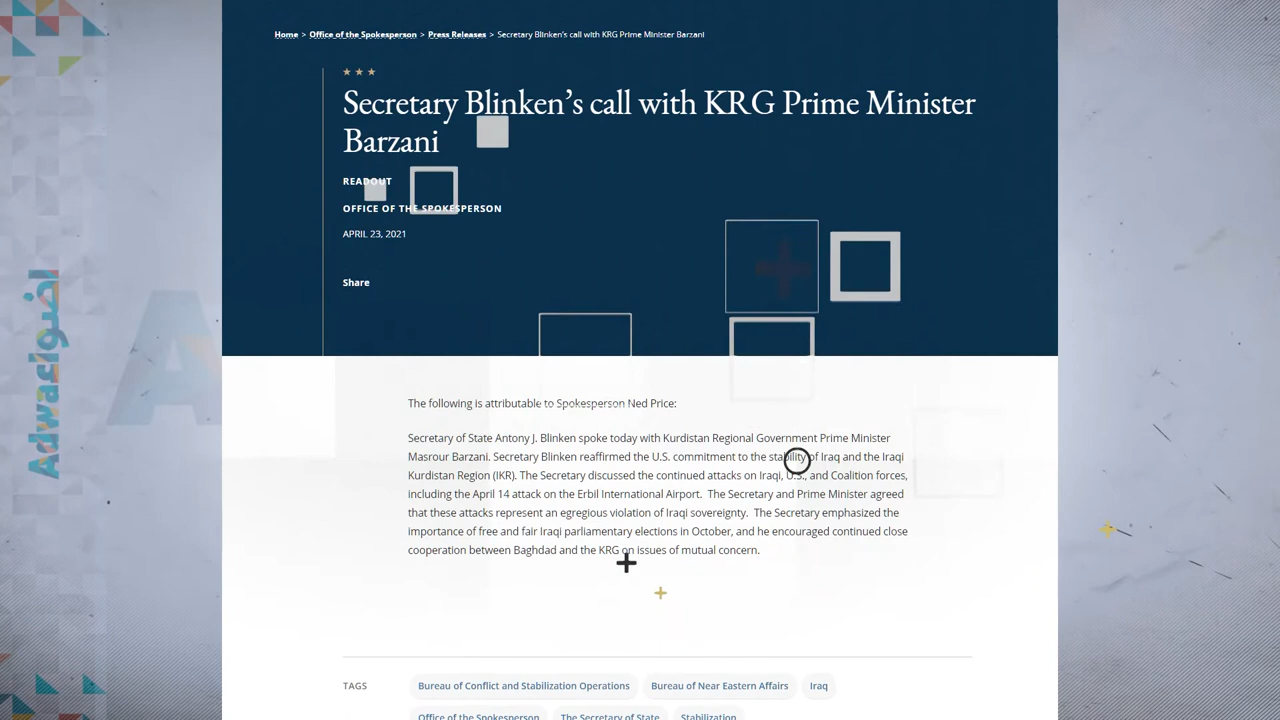 Home > Office of the Spokesperson > Press Releases > Secretary Blinken's call with KRG Prime Minister Barzani
Secretary Blinken’s call with KRG Prime Minister
Barzani
READOUT
OFFICE OF THE SPOKESPERSON
APRIL 23, 2021
Share
The following is attributable to Spokesperson Ned Price:
Secretary of State Antony J. Blinken spoke today with Kurdistan Regional Government Prime Minister
Masrour Barzani. Secretary Blinken reaffirmed the U.S. commitment to the stability of Iraq and the Iraqi
Kurdistan Region (IKR). The Secretary discussed the continued attacks on Iraqi, U.S., and Coalition forces,
including the April 14 attack on the Erbil International Airport. The Secretary and Prime Minister agreed
that these attacks represent an egregious violation of Iraqi sovereignty. The Secretary emphasized the
importance of free and fair Iraqi parliamentary elections in October, and he encouraged continued close
cooperation between Baghdad and the KRG on issues of mutual concern.
TAGS
Bureau of Conflict and Stabilization Operations
Bureau of Near Eastern Affairs
Iraq
Office of the Spokesperson
The Secretary of State
Stabilization